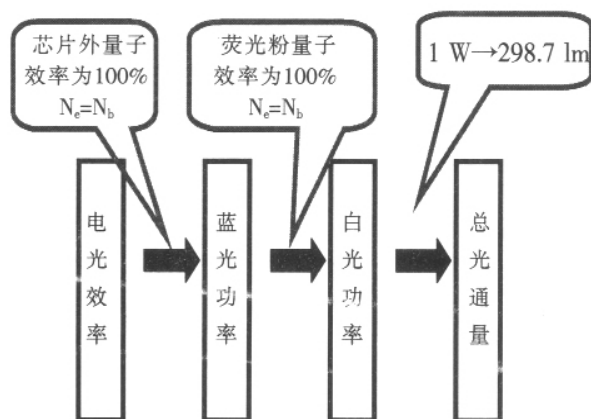 芯片外量子
效率为100%
Nₑ=N_b
荧光粉量子
效率为100%
Nₑ=N_b
1 W→298.7 lm
电光效率
蓝光功率
白光功率
总光通量